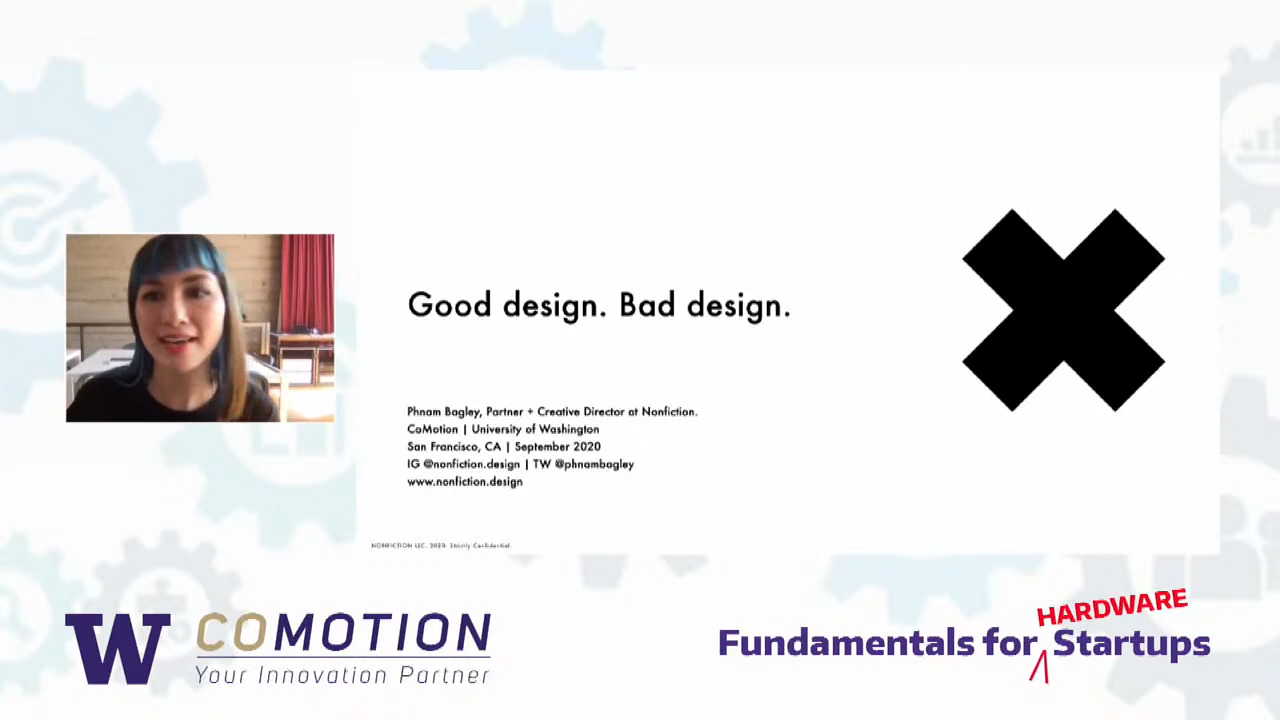 Good design. Bad design.
Phnam Bagley, Partner + Creative Director at Nonfiction.
CoMotion | University of Washington
San Francisco, CA | September 2020
IG @nonfiction.design | TW @phnambagley
www.nonfiction.design
NONFICTION LLC. 2020. Strictly Confidential.
W COMOTION
Your Innovation Partner
HARDWARE
Fundamentals for Startups